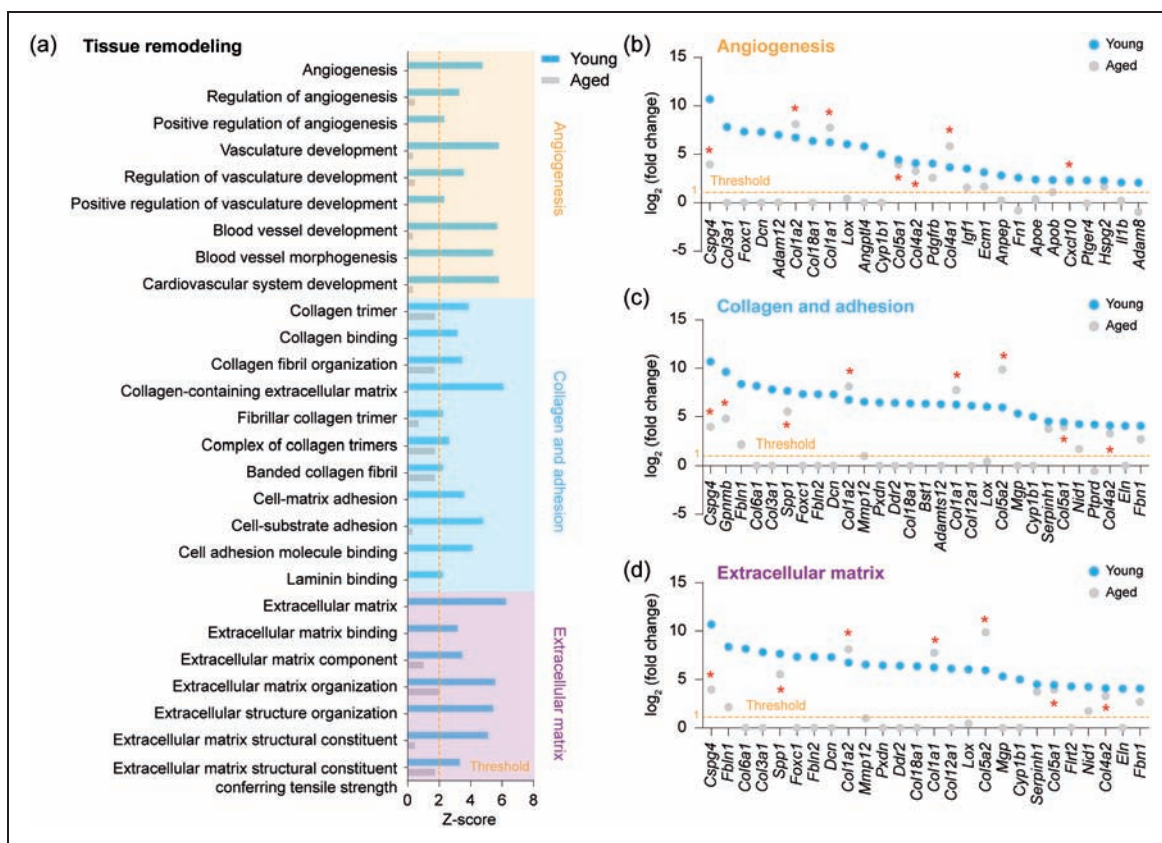 (a) Tissue remodeling
Young
Aged
Angiogenesis
Regulation of angiogenesis
Positive regulation of angiogenesis
Vasculature development
Regulation of vasculature development
Positive regulation of vasculature development
Blood vessel development
Blood vessel morphogenesis
Cardiovascular system development
Collagen trimer
Collagen binding
Collagen fibril organization
Collagen-containing extracellular matrix
Fibrillar collagen trimer
Complex of collagen trimers
Banded collagen fibril
Cell-matrix adhesion
Cell-substrate adhesion
Cell adhesion molecule binding
Laminin binding
Extracellular matrix
Extracellular matrix binding
Extracellular matrix component
Extracellular matrix organization
Extracellular structure organization
Extracellular matrix structural constituent
Extracellular matrix structural constituent
conferring tensile strength
Angiogenesis
Collagen and adhesion
Extracellular matrix
Threshold
0 2 4 6 8
Z-score
(b) Angiogenesis
Young
Aged
log2 (fold change)
15
10
5
1
0
-5
Threshold
* * * * * * *
Cspg4 Col3a1 Foxc1 Dcn Adam12 Col1a2 Col18a1 Col1a1 Lox Angptl4 Cyp1b1 Col5a1 Col4a2 Pdgfrb Col4a1 Igf1 Ecm1 Anpep Fn1 Apoe Apob Cxcl10 Ptger4 Hspg2 Il1b Adam8
(c) Collagen and adhesion
Young
Aged
log2 (fold change)
15
10
5
1
0
-5
Threshold
* * * * * * * *
Cspg4 Gpnmb Fbln1 Col6a1 Col3a1 Spp1 Foxc1 Fbln2 Dcn Col1a2 Mmp12 Pxdn Ddr2 Col18a1 Bst1 Adamts12 Col1a1 Col12a1 Lox Col5a2 Mgp Cyp1b1 Serpinh1 Col5a1 Nid1 Ptprd Col4a2 Eln Fbn1
(d) Extracellular matrix
Young
Aged
log2 (fold change)
15
10
5
1
0
Threshold
* * * * * * *
Cspg4 Fbln1 Col6a1 Col3a1 Spp1 Foxc1 Fbln2 Dcn Col1a2 Mmp12 Pxdn Ddr2 Col18a1 Col1a1 Col12a1 Lox Col5a2 Mgp Cyp1b1 Serpinh1 Col5a1 Flrt2 Nid1 Col4a2 Eln Fbn1